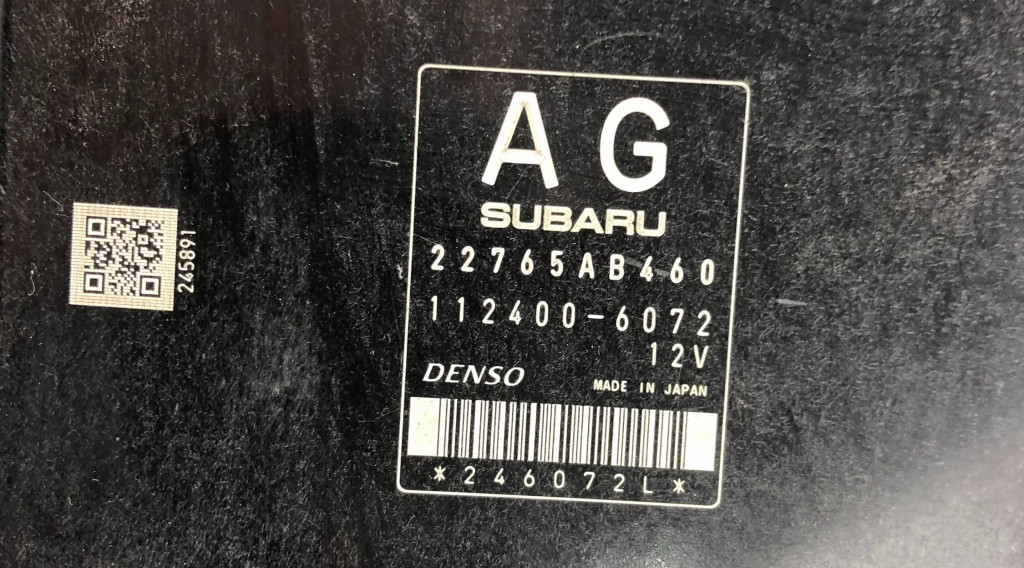 A G
SUBARU
22765AB460
112400-6072
12V
DENSO
MADE IN JAPAN
*246072L*
245891